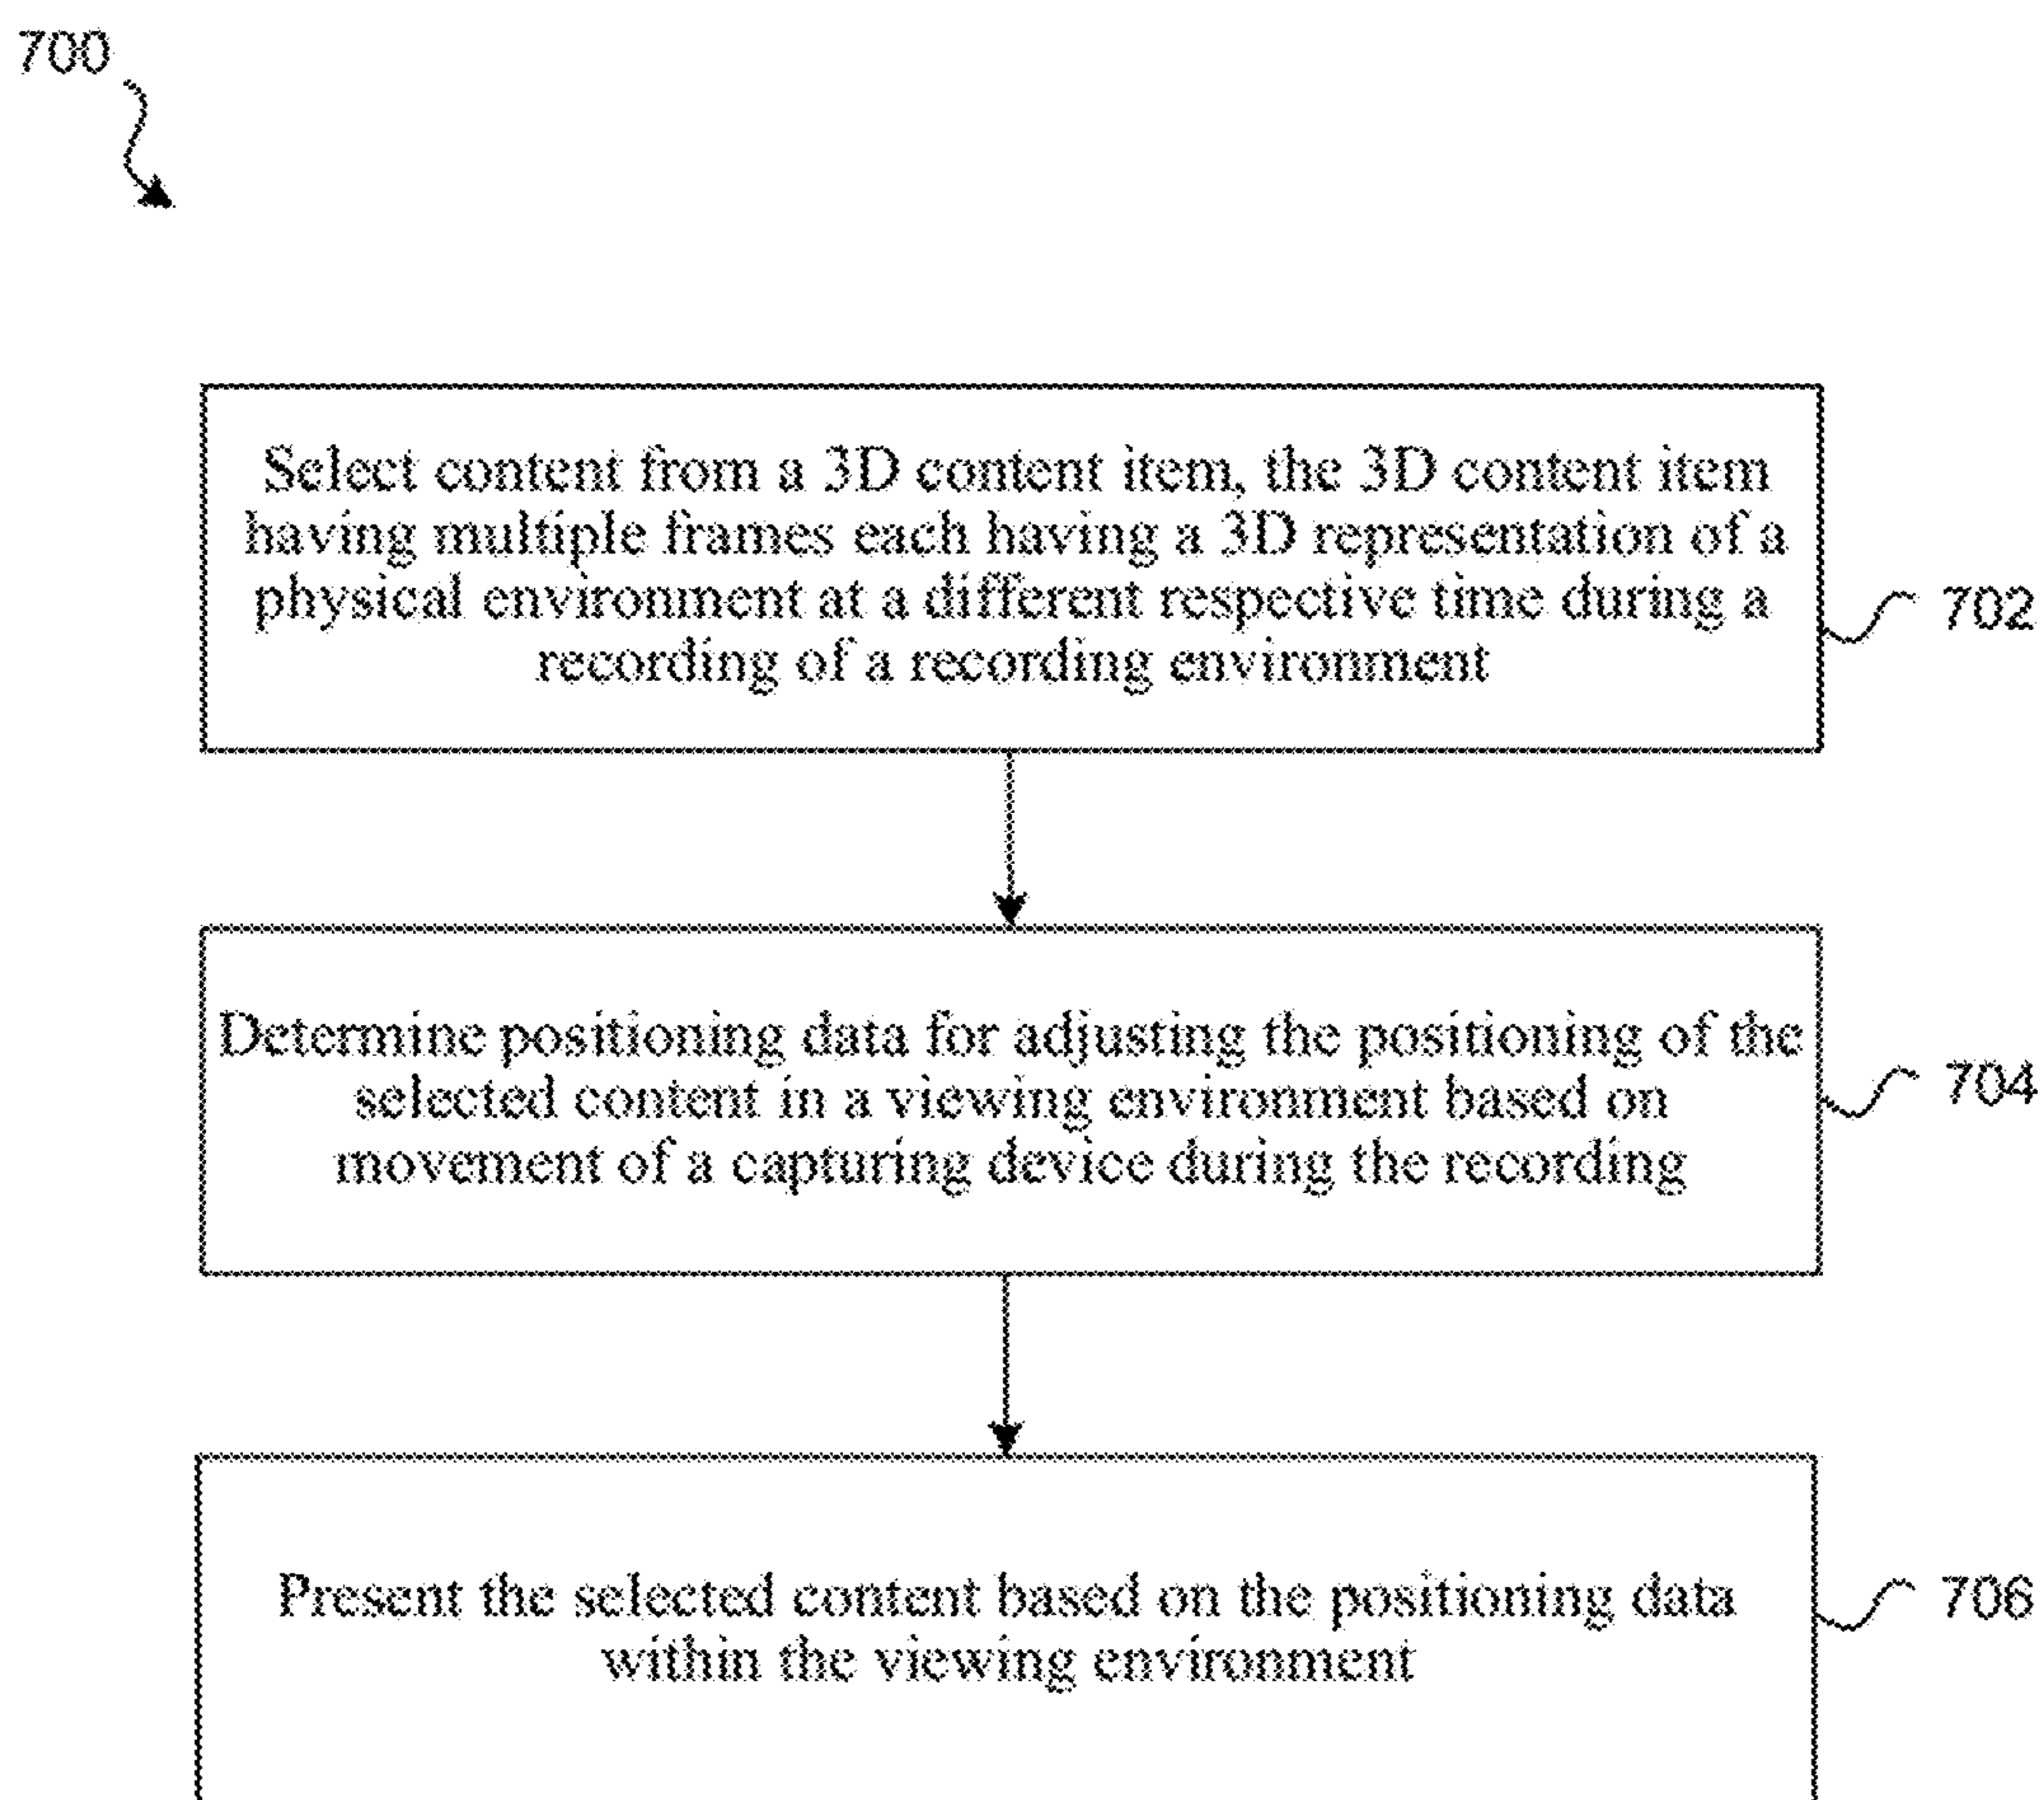 700
Select content from a 3D content item, the 3D content item
having multiple frames each having a 3D representation of a
physical environment at a different respective time during a
recording of a recording environment
702
Determine positioning data for adjusting the positioning of the
selected content in a viewing environment based on
movement of a capturing device during the recording
704
Present the selected content based on the positioning data
within the viewing environment
706